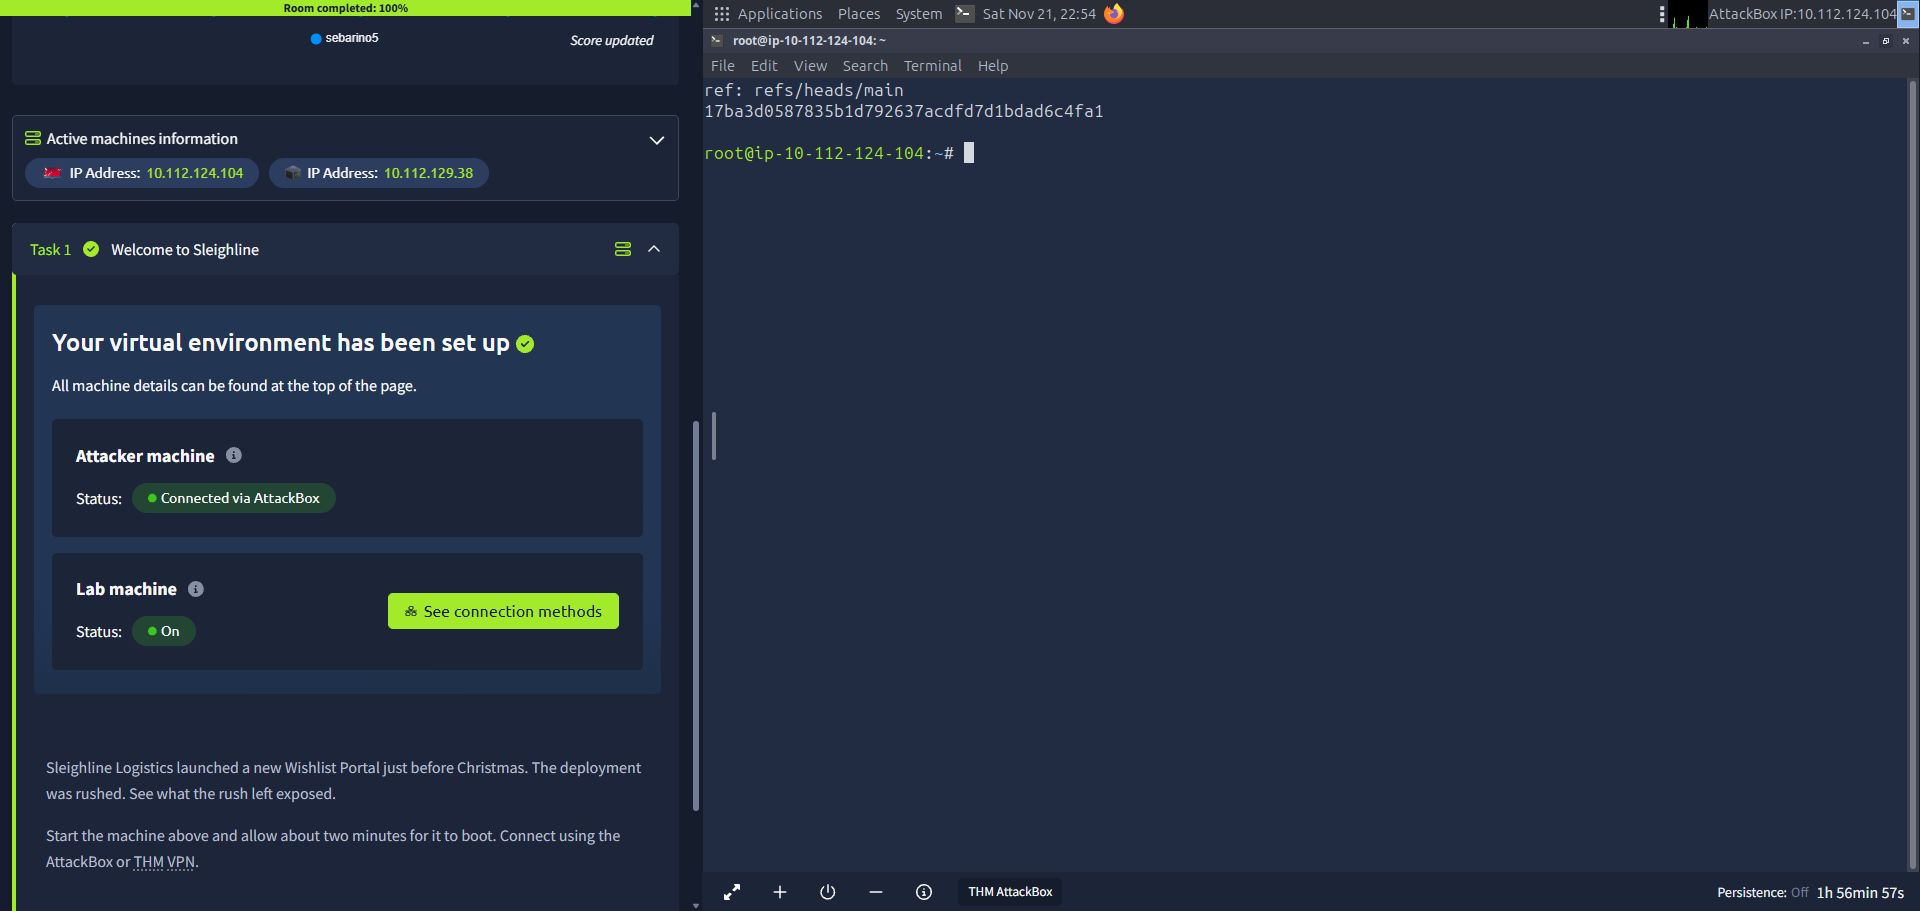 Room completed: 100%
sebarino5
Score updated
Active machines information
IP Address: 10.112.124.104
IP Address: 10.112.129.38
Task 1
Welcome to Sleighline
Your virtual environment has been set up
All machine details can be found at the top of the page.
Attacker machine
Status:
Connected via AttackBox
Lab machine
Status:
On
See connection methods
Sleighline Logistics launched a new Wishlist Portal just before Christmas. The deployment
was rushed. See what the rush left exposed.
Start the machine above and allow about two minutes for it to boot. Connect using the
AttackBox or THM VPN.
Applications Places System Sat Nov 21, 22:54
AttackBox IP:10.112.124.104
root@ip-10-112-124-104: ~
File Edit View Search Terminal Help
ref: refs/heads/main
17ba3d0587835b1d792637acdfd7d1bdad6c4fa1
root@ip-10-112-124-104:~#
THM AttackBox
Persistence: Off 1h 56min 57s